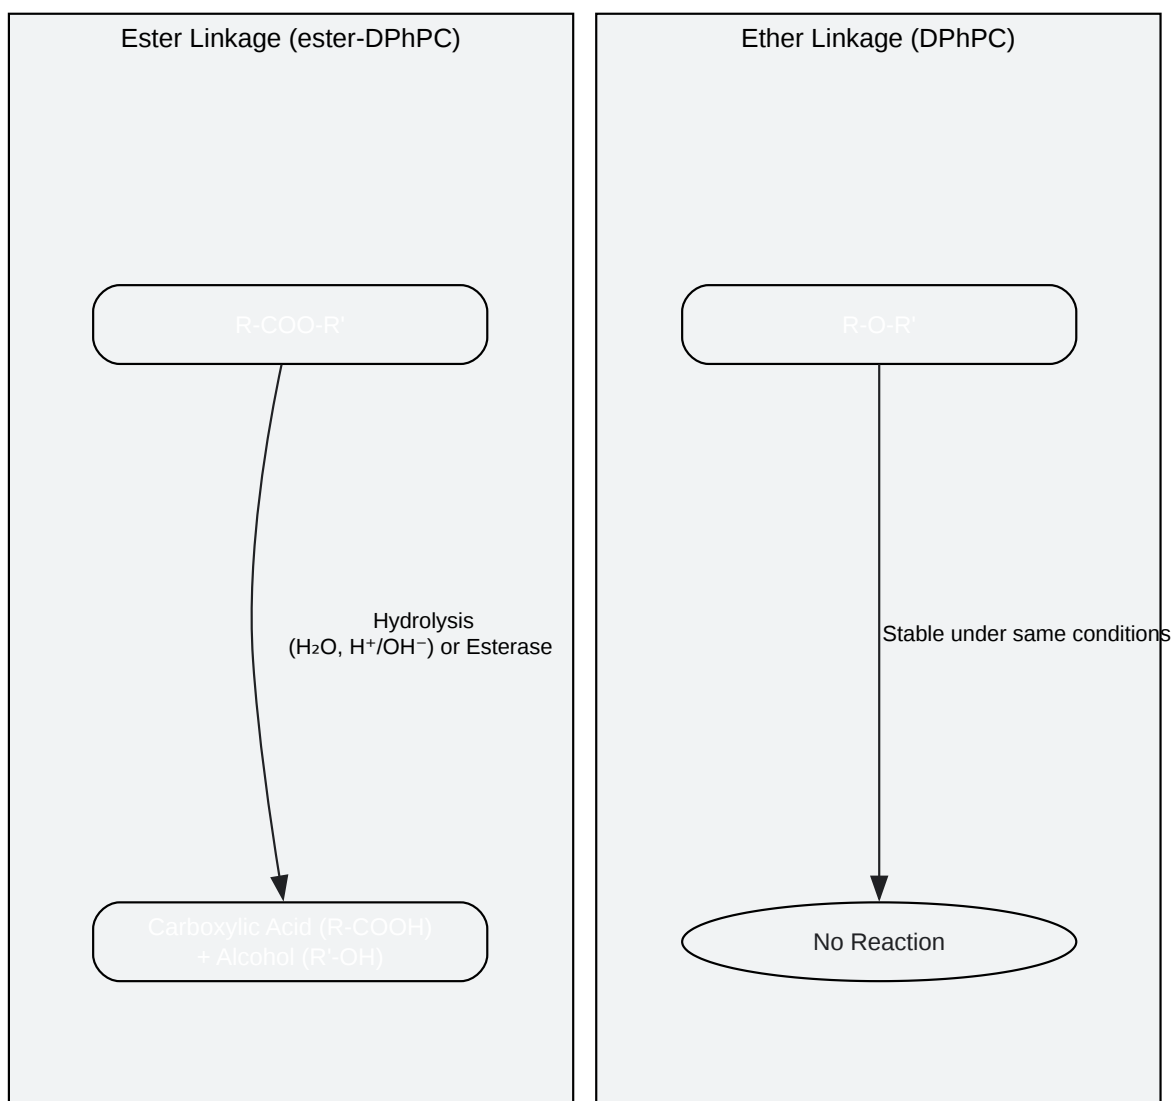 Ester Linkage (ester-DPhPC)
R-COO-R'
Hydrolysis
(H₂O, H⁺/OH⁻) or Esterase
Carboxylic Acid (R-COOH)
+ Alcohol (R'-OH)
Ether Linkage (DPhPC)
R-O-R'
Stable under same conditions
No Reaction